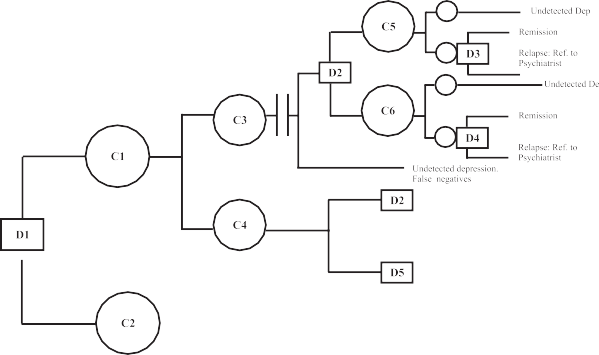 C5
Undetected Dep
Remission
D3
Relapse: Ref. to
Psychiatrist
D2
Undetected De
C6
Remission
D4
Relapse: Ref. to
Psychiatrist
C3
C1
Undetected depression.
False negatives
D2
C4
D1
D5
C2